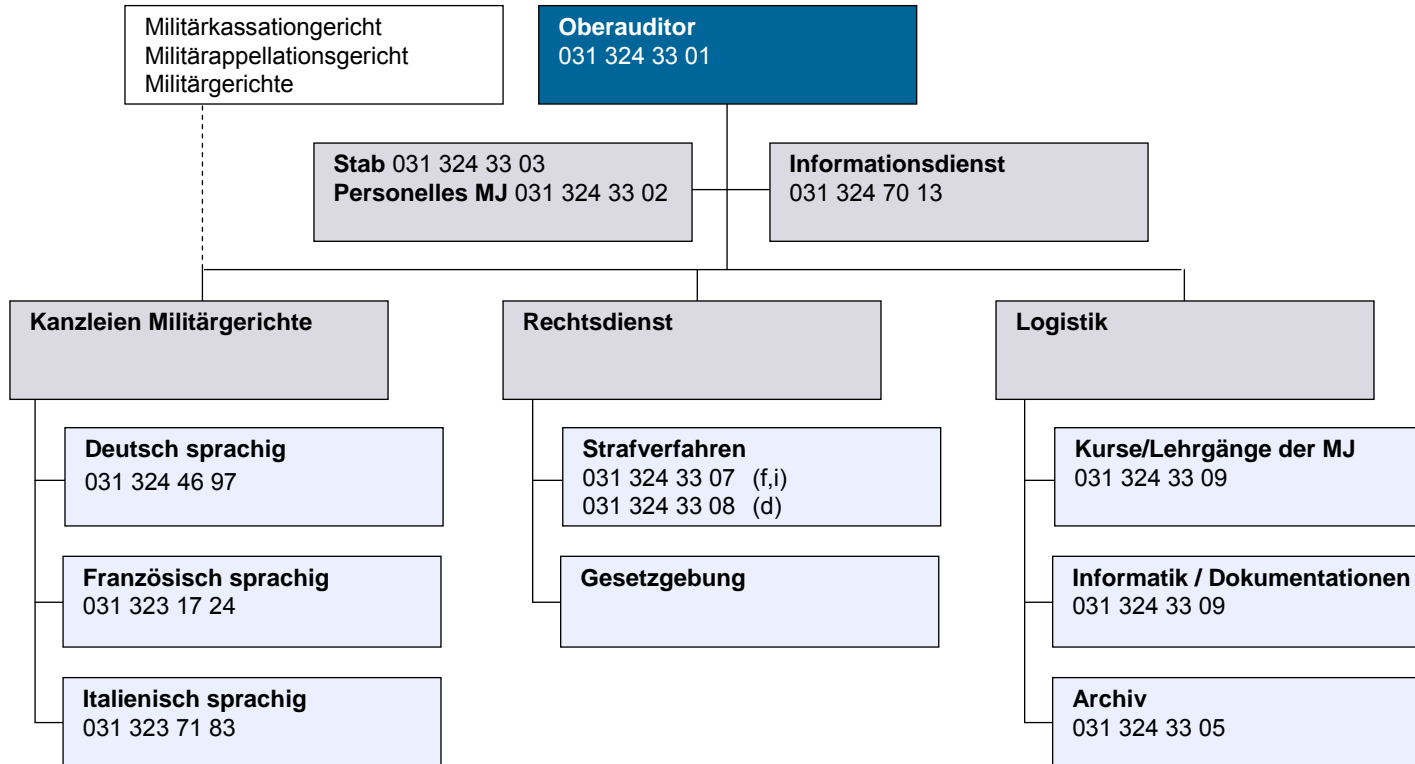 Militärkassationgericht
Militärappellationsgericht
Militärgerichte
Oberauditor
031 324 33 01
Stab 031 324 33 03
Personelles MJ 031 324 33 02
Informationsdienst
031 324 70 13
Kanzleien Militärgerichte
Rechtsdienst
Logistik
Deutsch sprachig
031 324 46 97
Französisch sprachig
031 323 17 24
Italienisch sprachig
031 323 71 83
Strafverfahren
031 324 33 07 (f,i)
031 324 33 08 (d)
Gesetzgebung
Kurse/Lehrgänge der MJ
031 324 33 09
Informatik / Dokumentationen
031 324 33 09
Archiv
031 324 33 05